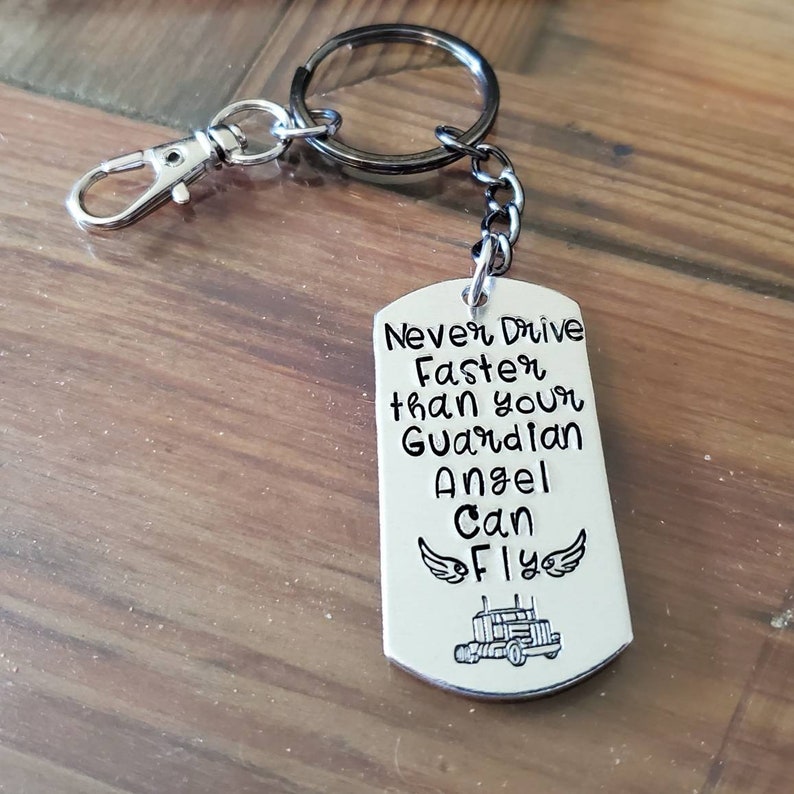 Never Drive
Faster
than your
Guardian
Angel
Can
Fly